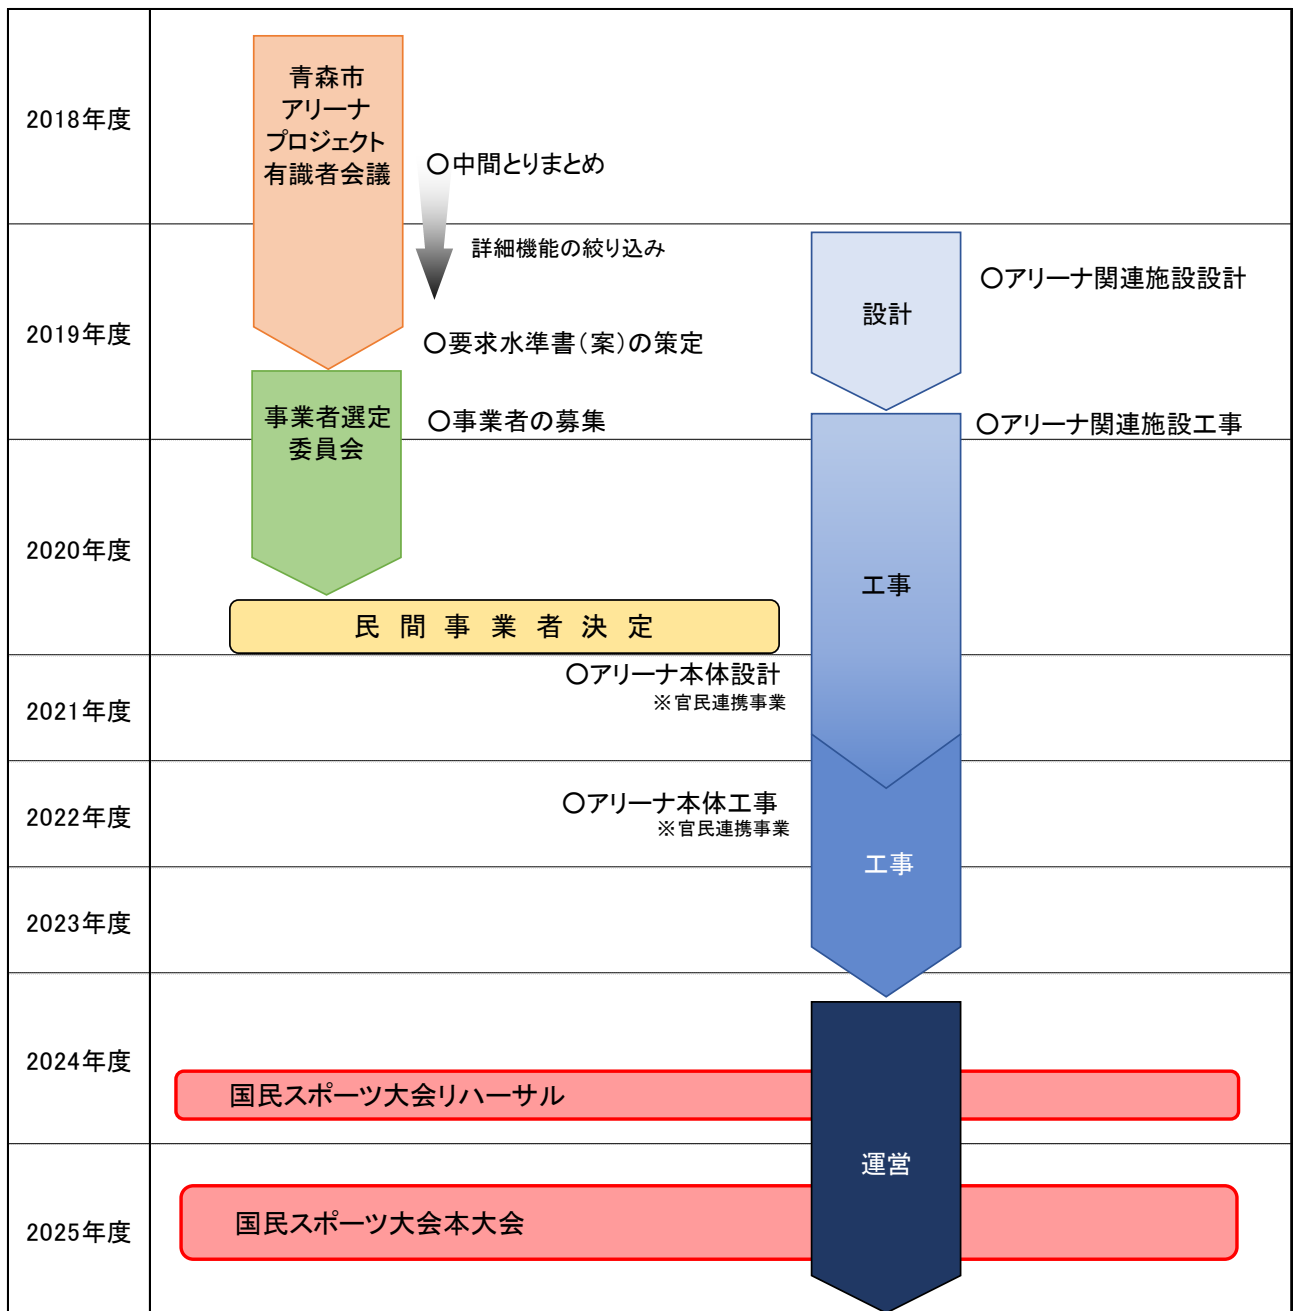 2018年度
青森市
アリーナ
プロジェクト
有識者会議
○中間とりまとめ
詳細機能の絞り込み
2019年度
○要求水準書（案）の策定
設計
○アリーナ関連施設設計
事業者選定
委員会
○事業者の募集
○アリーナ関連施設工事
2020年度
工事
民間事業者決定
2021年度
○アリーナ本体設計
※官民連携事業
2022年度
○アリーナ本体工事
※官民連携事業
工事
2023年度
2024年度
国民スポーツ大会リハーサル
運営
2025年度
国民スポーツ大会本大会